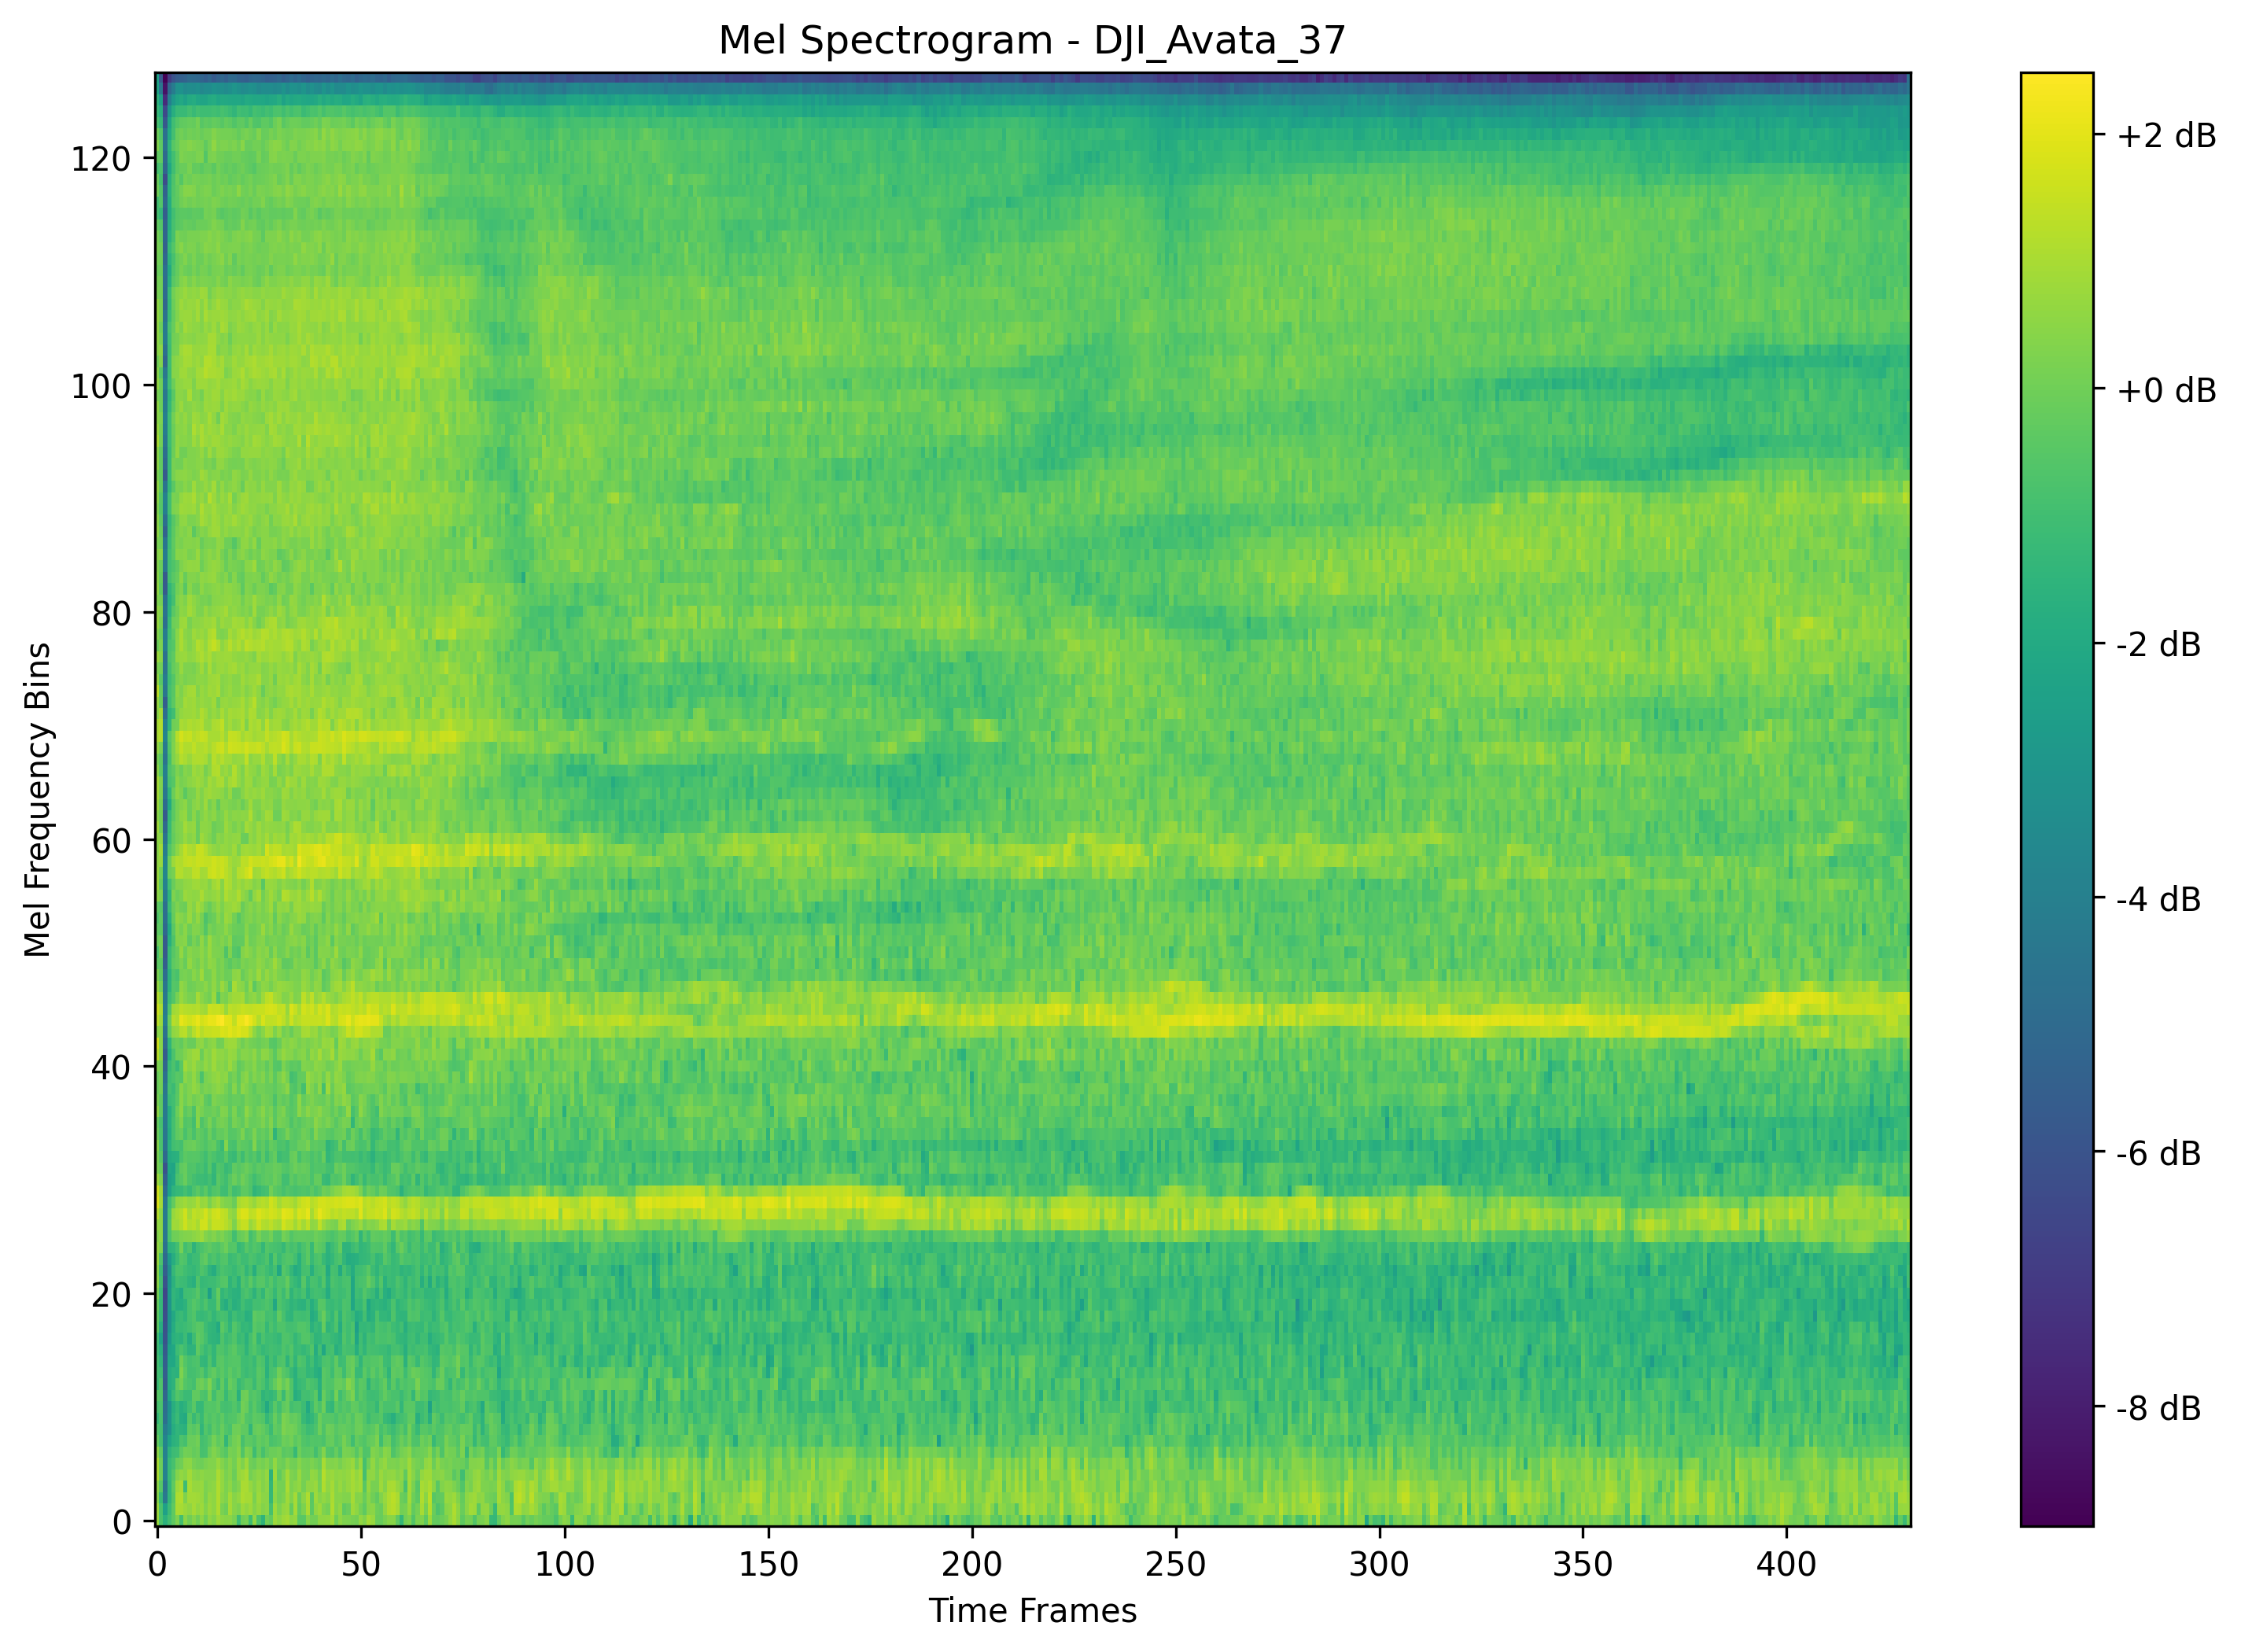 Mel Spectrogram - DJI_Avata_37
Mel Frequency Bins
120
100
80
60
40
20
0
0 50 100 150 200 250 300 350 400
Time Frames
+2 dB
+0 dB
-2 dB
-4 dB
-6 dB
-8 dB